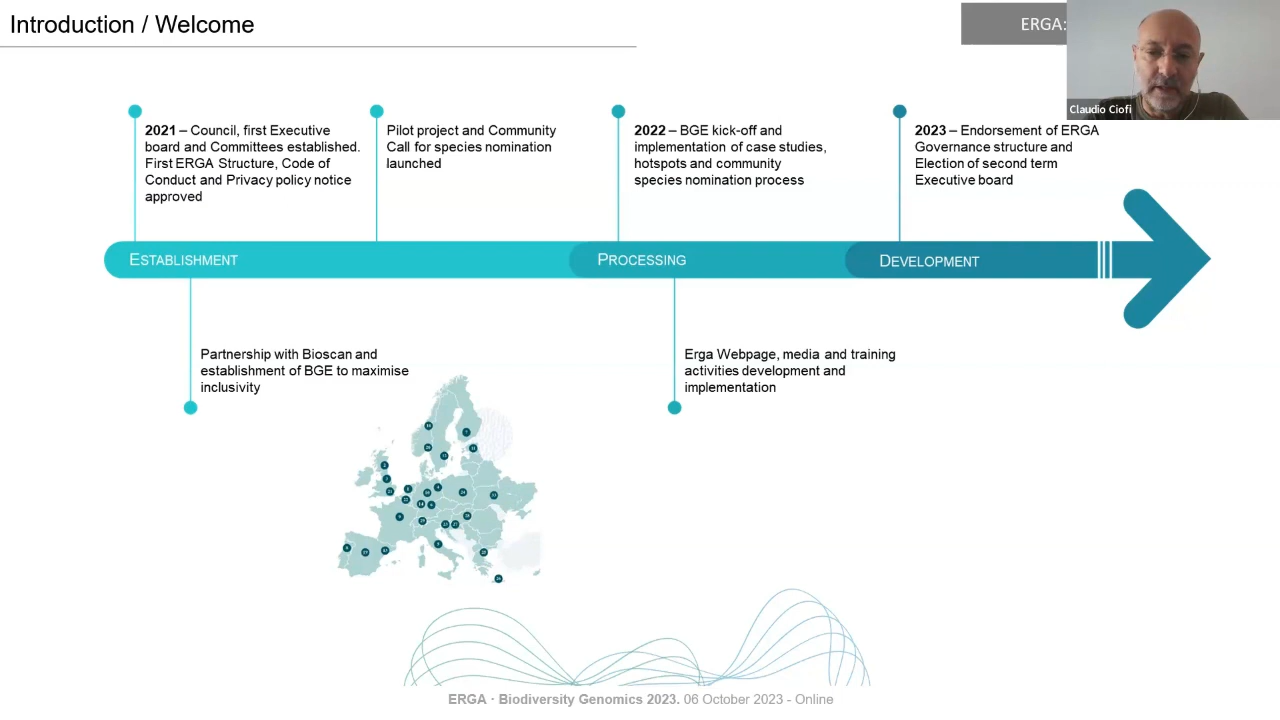 Introduction / Welcome
ERGA:
Claudio Ciofi
2021 – Council, first Executive
board and Committees established.
First ERGA Structure, Code of
Conduct and Privacy policy notice
approved
Pilot project and Community
Call for species nomination
launched
2022 – BGE kick-off and
implementation of case studies,
hotspots and community
species nomination process
2023 – Endorsement of ERGA
Governance structure and
Election of second term
Executive board
ESTABLISHMENT
PROCESSING
DEVELOPMENT
Partnership with Bioscan and
establishment of BGE to maximise
inclusivity
Erga Webpage, media and training
activities development and
implementation
ERGA · Biodiversity Genomics 2023. 06 October 2023 - Online